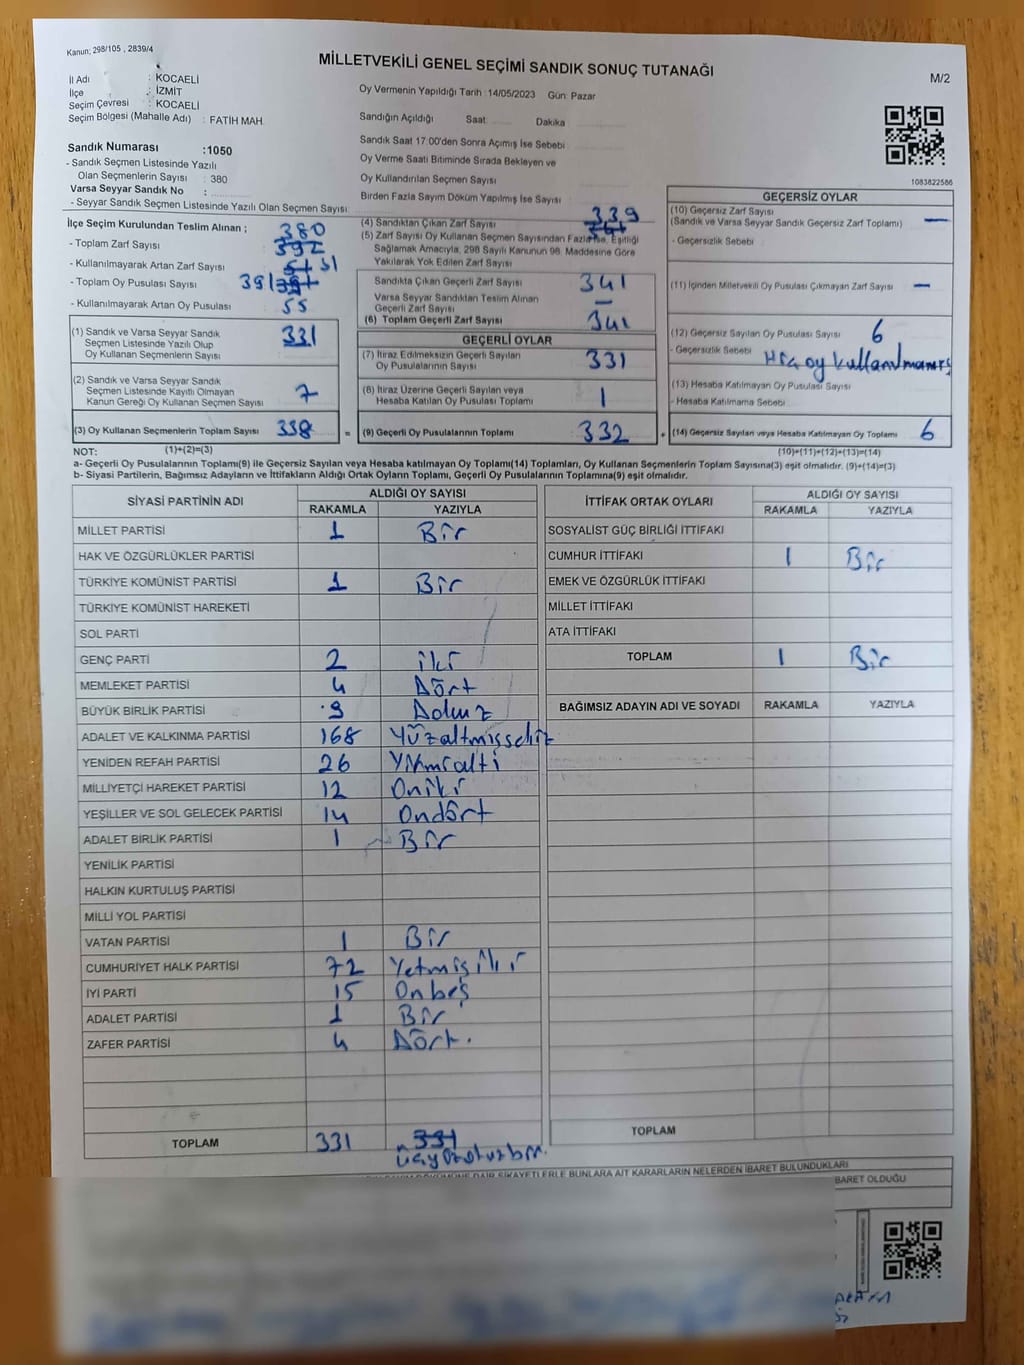 Kanun; 298/105 , 2839/4
MİLLETVEKİLİ GENEL SEÇİMİ SANDIK SONUÇ TUTANAĞI
M/2
İl Adı : KOCAELİ
İlçe : İZMİT
Seçim Çevresi : KOCAELİ
Seçim Bölgesi (Mahalle Adı) : FATİH MAH.
Sandık Numarası :1050
- Sandık Seçmen Listesinde Yazılı
Olan Seçmenlerin Sayısı : 380
Varsa Seyyar Sandık No :
- Seyyar Sandık Seçmen Listesinde Yazılı Olan Seçmen Sayısı:
Oy Vermenin Yapıldığı Tarih :14/05/2023 Gün: Pazar
Sandığın Açıldığı Saat Dakika
Sandık Saat 17:00'den Sonra Açılmış İse Sebebi
Oy Verme Saati Bitiminde Sırada Bekleyen ve
Oy Kullandırılan Seçmen Sayısı
Birden Fazla Sayım Döküm Yapılmış İse Sayısı
1083822586
İlçe Seçim Kurulundan Teslim Alınan ; 380
- Toplam Zarf Sayısı
- Kullanılmayarak Artan Zarf Sayısı 51
- Toplam Oy Pusulası Sayısı 391
- Kullanılmayarak Artan Oy Pusulası 55
(1) Sandık ve Varsa Seyyar Sandık
Seçmen Listesinde Yazılı Olup
Oy Kullanan Seçmenlerin Sayısı : 331
(2) Sandık ve Varsa Seyyar Sandık
Seçmen Listesinde Kayıtlı Olmayan
Kanun Gereği Oy Kullanan Seçmen Sayısı 7
(3) Oy Kullanan Seçmenlerin Toplam Sayısı 338 =
(4) Sandıktan Çıkan Zarf Sayısı 339
(5) Zarf Sayısı Oy Kullanan Seçmen Sayısından Fazla ise, Eşitliği
Sağlamak Amacıyla, 298 Sayılı Kanunun 98. Maddesine Göre
Yakılarak Yok Edilen Zarf Sayısı
Sandıkta Çıkan Geçerli Zarf Sayısı 341
Varsa Seyyar Sandıktan Teslim Alınan
Geçerli Zarf Sayısı —
(6) Toplam Geçerli Zarf Sayısı 341
GEÇERLİ OYLAR
(7) İtiraz Edilmeksizin Geçerli Sayılan
Oy Pusulalarının Sayısı 331
(8) İtiraz Üzerine Geçerli Sayılan veya
Hesaba Katılan Oy Pusulası Toplamı 1
(9) Geçerli Oy Pusulalarının Toplamı 332 +
GEÇERSİZ OYLAR
(10) Geçersiz Zarf Sayısı
(Sandık ve Varsa Seyyar Sandık Geçersiz Zarf Toplamı) —
- Geçersizlik Sebebi
(11) İçinden Milletvekili Oy Pusulası Çıkmayan Zarf Sayısı —
(12) Geçersiz Sayılan Oy Pusulası Sayısı 6
- Geçersizlik Sebebi Hiç oy kullanılmamış
(13) Hesaba Katılmayan Oy Pusulası Sayısı
- Hesaba Katılmama Sebebi
(14) Geçersiz Sayılan veya Hesaba Katılmayan Oy Toplamı 6
NOT: (1)+(2)=(3) (10)+(11)+(12)+(13)=(14)
a- Geçerli Oy Pusulalarının Toplamı(9) ile Geçersiz Sayılan veya Hesaba katılmayan Oy Toplamı(14) Toplamları, Oy Kullanan Seçmenlerin Toplam Sayısına(3) eşit olmalıdır. (9)+(14)=(3)
b- Siyasi Partilerin, Bağımsız Adayların ve İttifakların Aldığı Ortak Oyların Toplamı, Geçerli Oy Pusulalarının Toplamına(9) eşit olmalıdır.
SİYASİ PARTİNİN ADI ALDIĞI OY SAYISI
RAKAMLA YAZIYLA
MİLLET PARTİSİ 1 Bir
HAK VE ÖZGÜRLÜKLER PARTİSİ
TÜRKİYE KOMÜNİST PARTİSİ 1 Bir
TÜRKİYE KOMÜNİST HAREKETİ
SOL PARTİ
GENÇ PARTİ 2 iki
MEMLEKET PARTİSİ 4 Dört
BÜYÜK BİRLİK PARTİSİ 9 Dokuz
ADALET VE KALKINMA PARTİSİ 168 Yüzaltmışsekiz
YENİDEN REFAH PARTİSİ 26 Yirmialti
MİLLİYETÇİ HAREKET PARTİSİ 12 Oniki
YEŞİLLER VE SOL GELECEK PARTİSİ 14 Ondört
ADALET BİRLİK PARTİSİ 1 Bir
YENİLİK PARTİSİ
HALKIN KURTULUŞ PARTİSİ
MİLLİ YOL PARTİSİ
VATAN PARTİSİ 1 Bir
CUMHURİYET HALK PARTİSİ 72 Yetmişiki
İYİ PARTİ 15 Onbeş
ADALET PARTİSİ 1 Bir
ZAFER PARTİSİ 4 Dört.
TOPLAM 331 331
üçyüzotuzbir.
İTTİFAK ORTAK OYLARI ALDIĞI OY SAYISI
RAKAMLA YAZIYLA
SOSYALİST GÜÇ BİRLİĞİ İTTİFAKI
CUMHUR İTTİFAKI 1 Bir
EMEK VE ÖZGÜRLÜK İTTİFAKI
MİLLET İTTİFAKI
ATA İTTİFAKI
TOPLAM 1 Bir
BAĞIMSIZ ADAYIN ADI VE SOYADI RAKAMLA YAZIYLA
TOPLAM
DAİR ŞİKAYETLERLE BUNLARA AİT KARARLARIN NELERDEN İBARET BULUNDUKLARI
BARET OLDUĞU